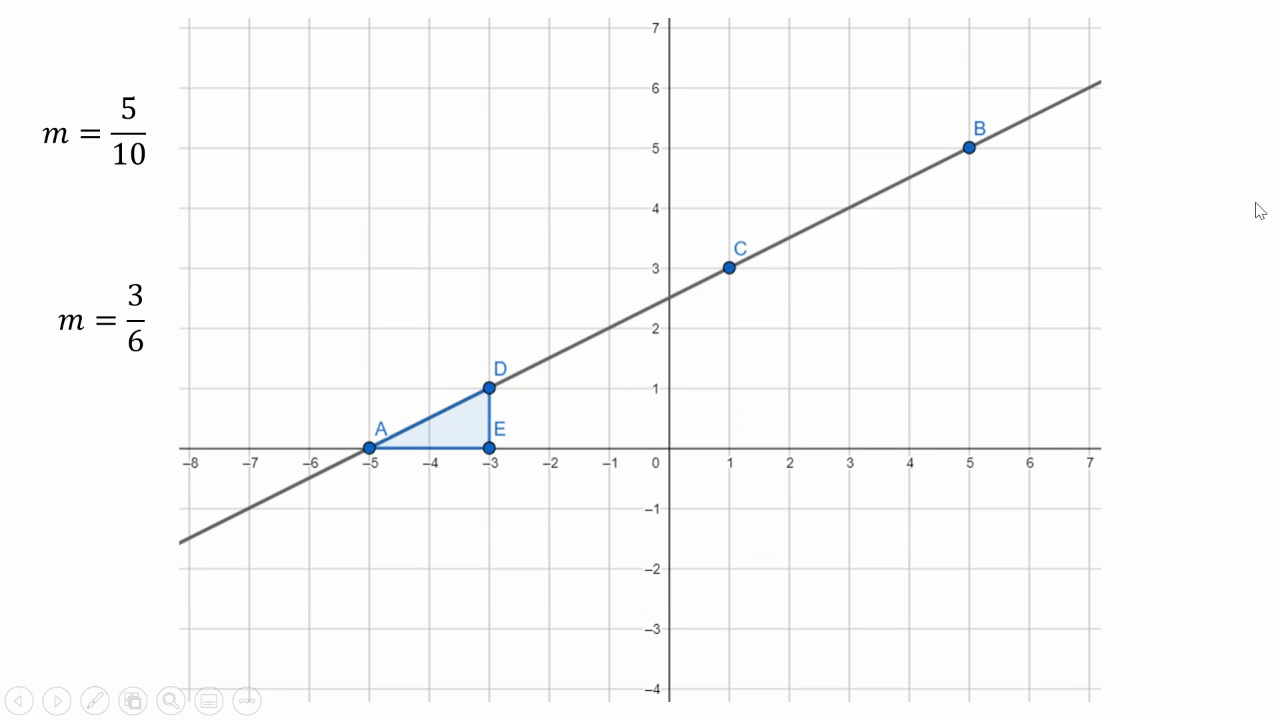 m = 5/10
m = 3/6
7
6
B
5
4
C
3
2
D
1
A
E
–8 –7 –6 –5 –4 –3 –2 –1 0 1 2 3 4 5 6 7
–1
–2
–3
–4